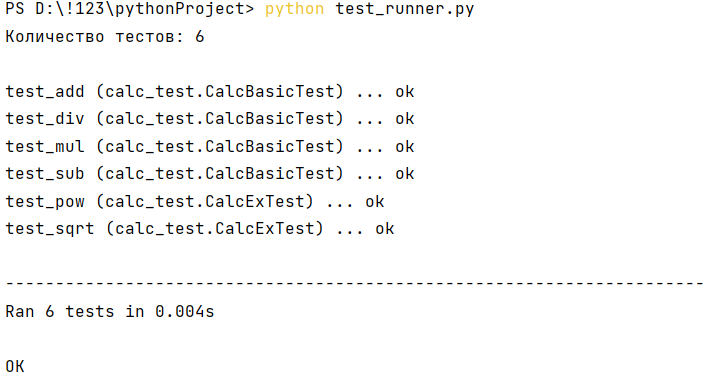 PS D:\!123\pythonProject> python test_runner.py
Количество тестов: 6
test_add (calc_test.CalcBasicTest) ... ok
test_div (calc_test.CalcBasicTest) ... ok
test_mul (calc_test.CalcBasicTest) ... ok
test_sub (calc_test.CalcBasicTest) ... ok
test_pow (calc_test.CalcExTest) ... ok
test_sqrt (calc_test.CalcExTest) ... ok
----------------------------------------------------------------------
Ran 6 tests in 0.004s
OK